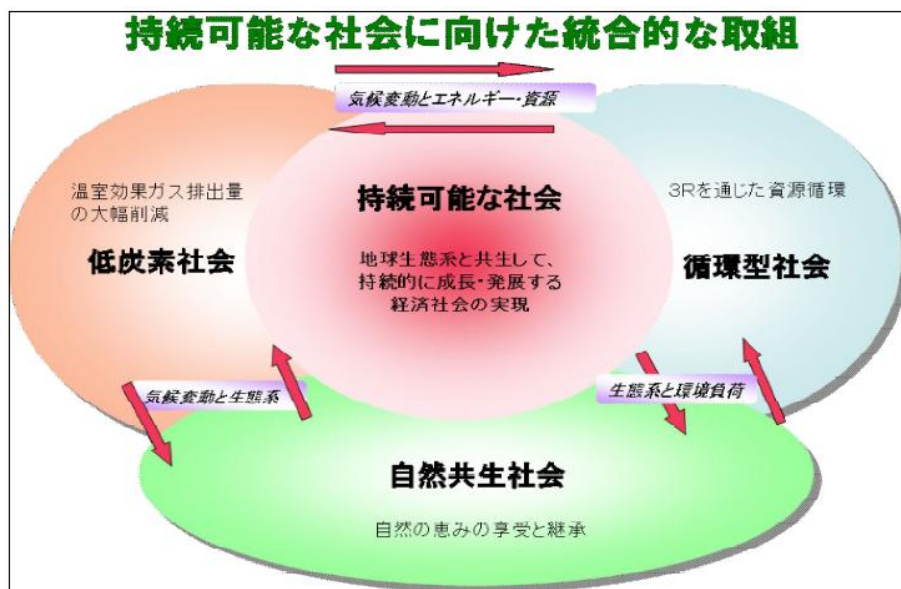 持続可能な社会に向けた統合的な取組
気候変動とエネルギー・資源
温室効果ガス排出量
の大幅削減
低炭素社会
持続可能な社会
地球生態系と共生して、
持続的に成長・発展する
経済社会の実現
3Rを通じた資源循環
循環型社会
気候変動と生態系
生態系と環境負荷
自然共生社会
自然の恵みの享受と継承